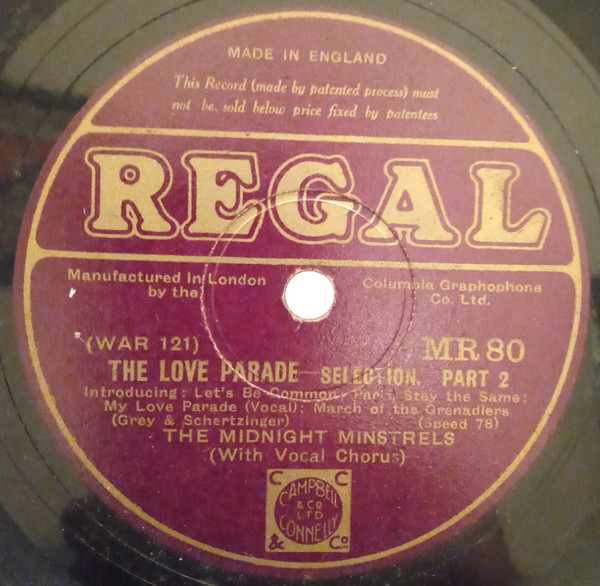 MADE IN ENGLAND
This Record (made by patented process) must
not be sold below price fixed by patentees
REGAL
Manufactured In London
by the
Columbia Graphophone
Co. Ltd.
(WAR 121)
MR 80
THE LOVE PARADE - SELECTION. PART 2
Introducing: Let's Be Common; Paris, Stay the Same;
My Love Parade (Vocal); March of the Grenadiers
(Grey & Schertzinger) (Speed 78)
THE MIDNIGHT MINSTRELS
(With Vocal Chorus)
C C
CAMPBELL
& CO
LTD
CONNELLY
& Co